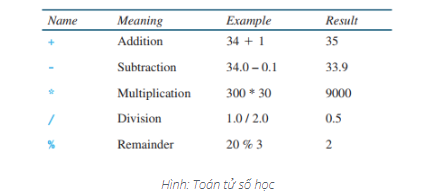 Name Meaning Example Result
+ Addition 34 + 1 35
- Subtraction 34.0 – 0.1 33.9
* Multiplication 300 * 30 9000
/ Division 1.0 / 2.0 0.5
% Remainder 20 % 3 2
Hình: Toán tử số học